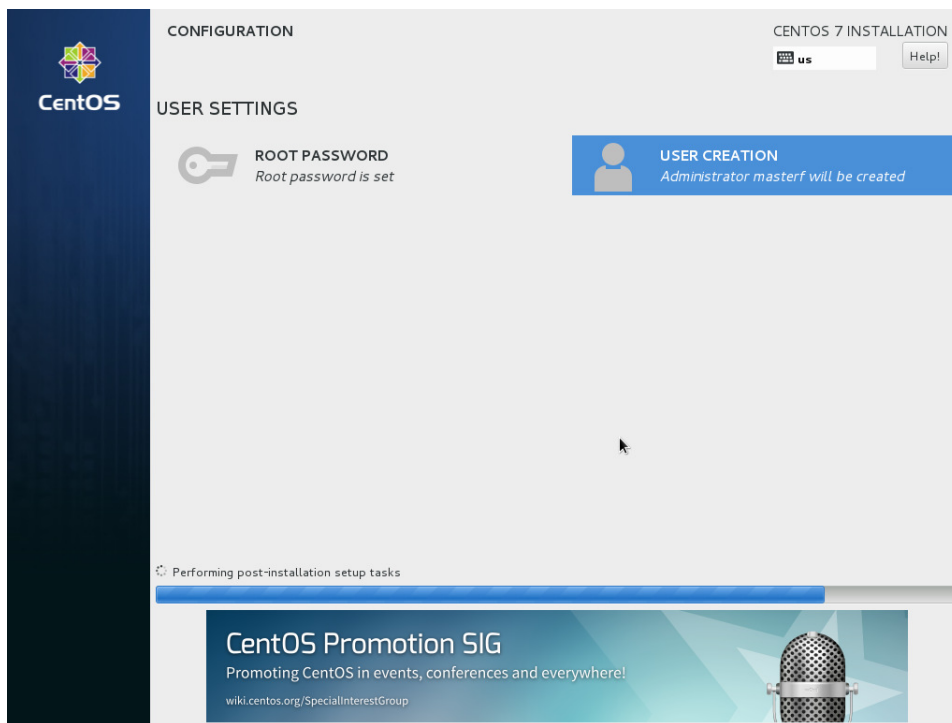 CentOS
CONFIGURATION
CENTOS 7 INSTALLATION
us
Help!
USER SETTINGS
ROOT PASSWORD
Root password is set
USER CREATION
Administrator masterf will be created
Performing post-installation setup tasks
CentOS Promotion SIG
Promoting CentOS in events, conferences and everywhere!
wiki.centos.org/SpecialInterestGroup